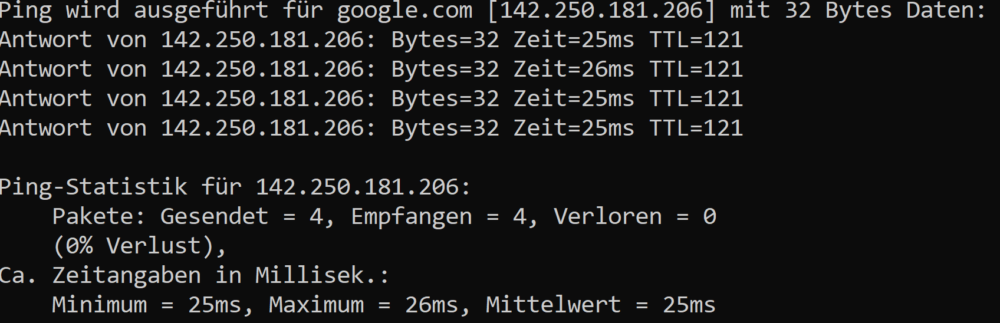 Ping wird ausgeführt für google.com [142.250.181.206] mit 32 Bytes Daten:
Antwort von 142.250.181.206: Bytes=32 Zeit=25ms TTL=121
Antwort von 142.250.181.206: Bytes=32 Zeit=26ms TTL=121
Antwort von 142.250.181.206: Bytes=32 Zeit=25ms TTL=121
Antwort von 142.250.181.206: Bytes=32 Zeit=25ms TTL=121

Ping-Statistik für 142.250.181.206:
    Pakete: Gesendet = 4, Empfangen = 4, Verloren = 0
    (0% Verlust),
Ca. Zeitangaben in Millisek.:
    Minimum = 25ms, Maximum = 26ms, Mittelwert = 25ms